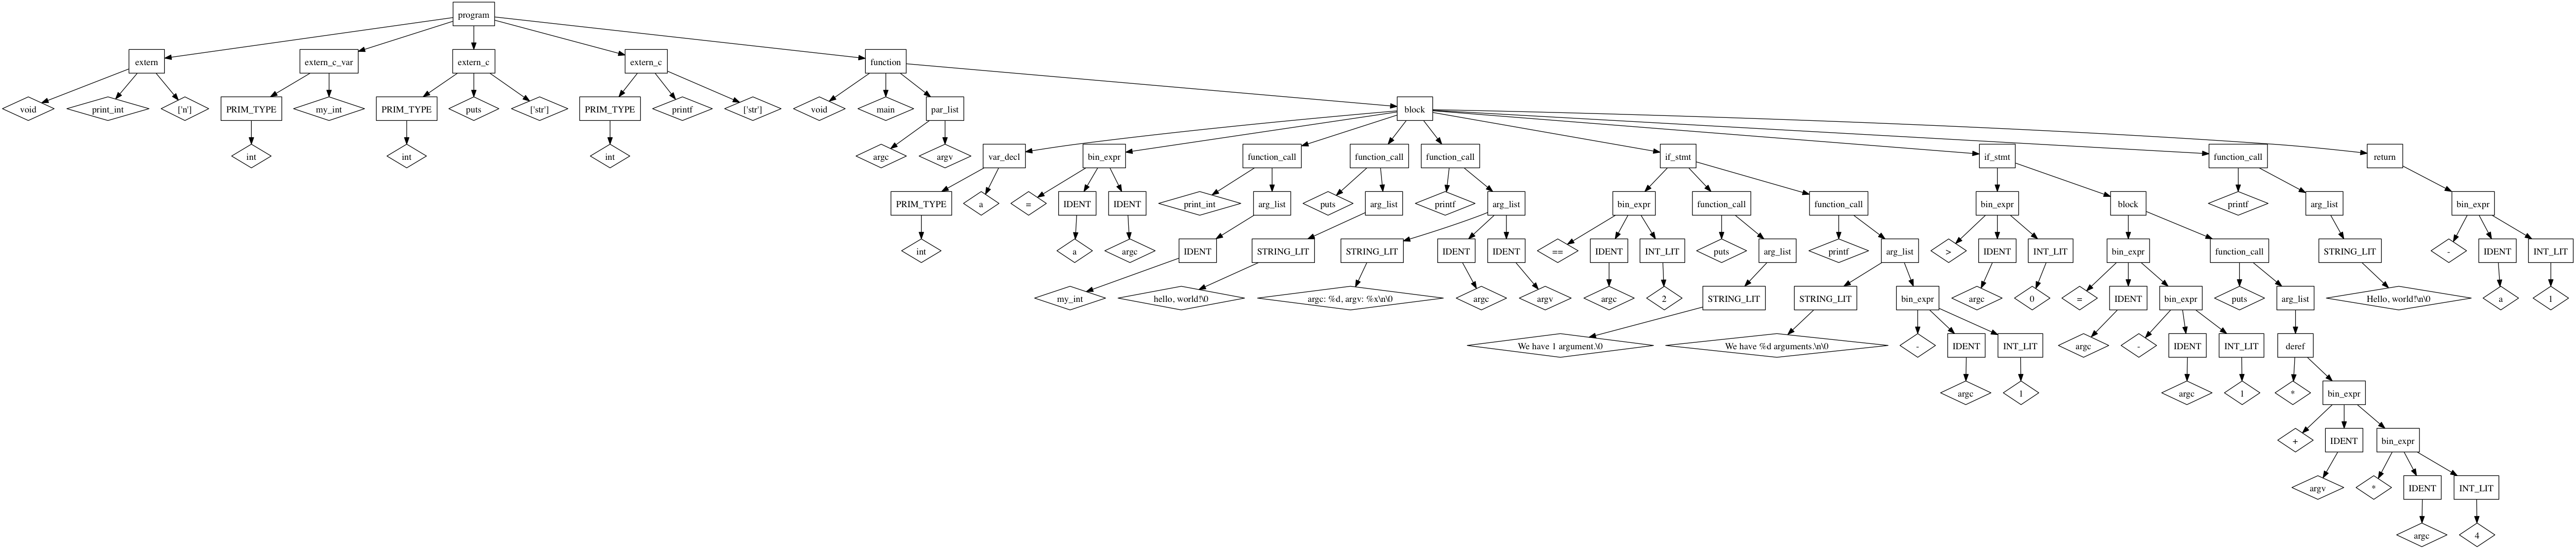 program
extern extern_c_var extern_c extern_c function
void print_int ['n'] PRIM_TYPE my_int PRIM_TYPE puts ['str'] PRIM_TYPE printf ['str'] void main par_list block
int int int argc argv var_decl bin_expr function_call function_call function_call if_stmt if_stmt function_call return
PRIM_TYPE a = IDENT IDENT print_int arg_list puts arg_list printf arg_list bin_expr function_call function_call bin_expr block printf arg_list bin_expr
int a argc IDENT STRING_LIT STRING_LIT IDENT IDENT == IDENT INT_LIT puts arg_list printf arg_list > IDENT INT_LIT bin_expr function_call STRING_LIT - IDENT INT_LIT
my_int hello, world!\0 argc: %d, argv: %x\n\0 argc argv argc 2 STRING_LIT STRING_LIT bin_expr argc 0 = IDENT bin_expr puts arg_list Hello, world!\n\0 a 1
We have 1 argument.\0 We have %d arguments.\n\0 - IDENT INT_LIT argc - IDENT INT_LIT deref
argc 1 argc 1 * bin_expr
+ IDENT bin_expr
argv * IDENT INT_LIT
argc 4